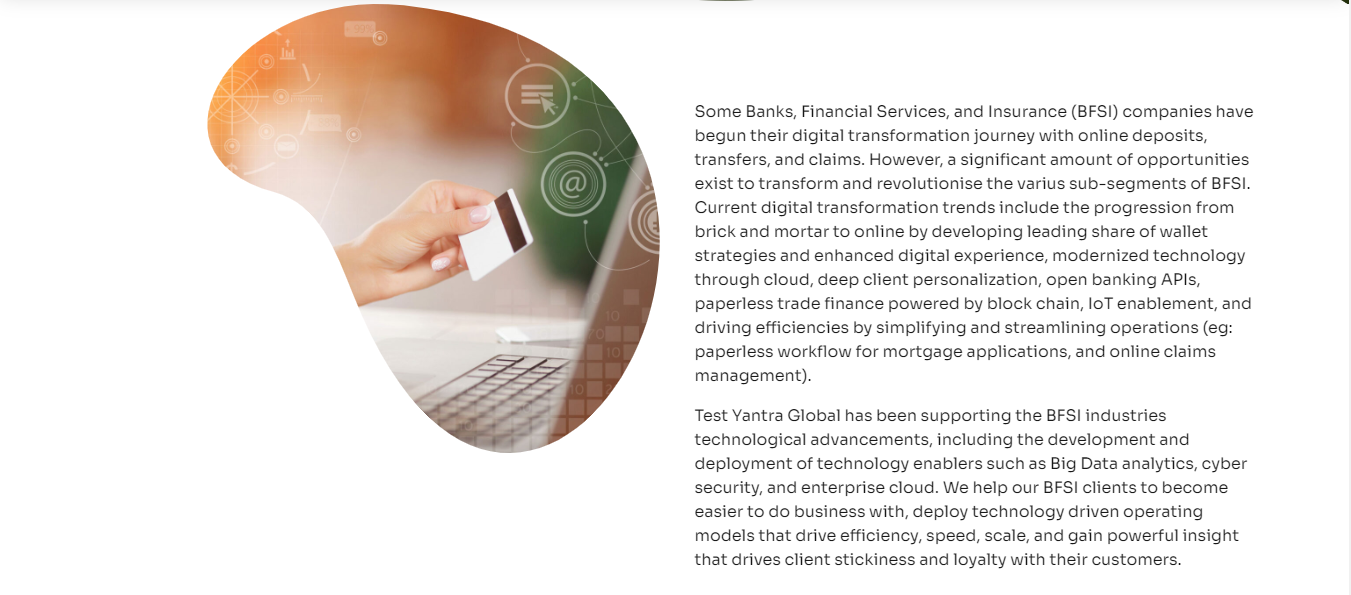 Some Banks, Financial Services, and Insurance (BFSI) companies have
begun their digital transformation journey with online deposits,
transfers, and claims. However, a significant amount of opportunities
exist to transform and revolutionise the varius sub-segments of BFSI.
Current digital transformation trends include the progression from
brick and mortar to online by developing leading share of wallet
strategies and enhanced digital experience, modernized technology
through cloud, deep client personalization, open banking APIs,
paperless trade finance powered by block chain, IoT enablement, and
driving efficiencies by simplifying and streamlining operations (eg:
paperless workflow for mortgage applications, and online claims
management).
Test Yantra Global has been supporting the BFSI industries
technological advancements, including the development and
deployment of technology enablers such as Big Data analytics, cyber
security, and enterprise cloud. We help our BFSI clients to become
easier to do business with, deploy technology driven operating
models that drive efficiency, speed, scale, and gain powerful insight
that drives client stickiness and loyalty with their customers.
@
10
10